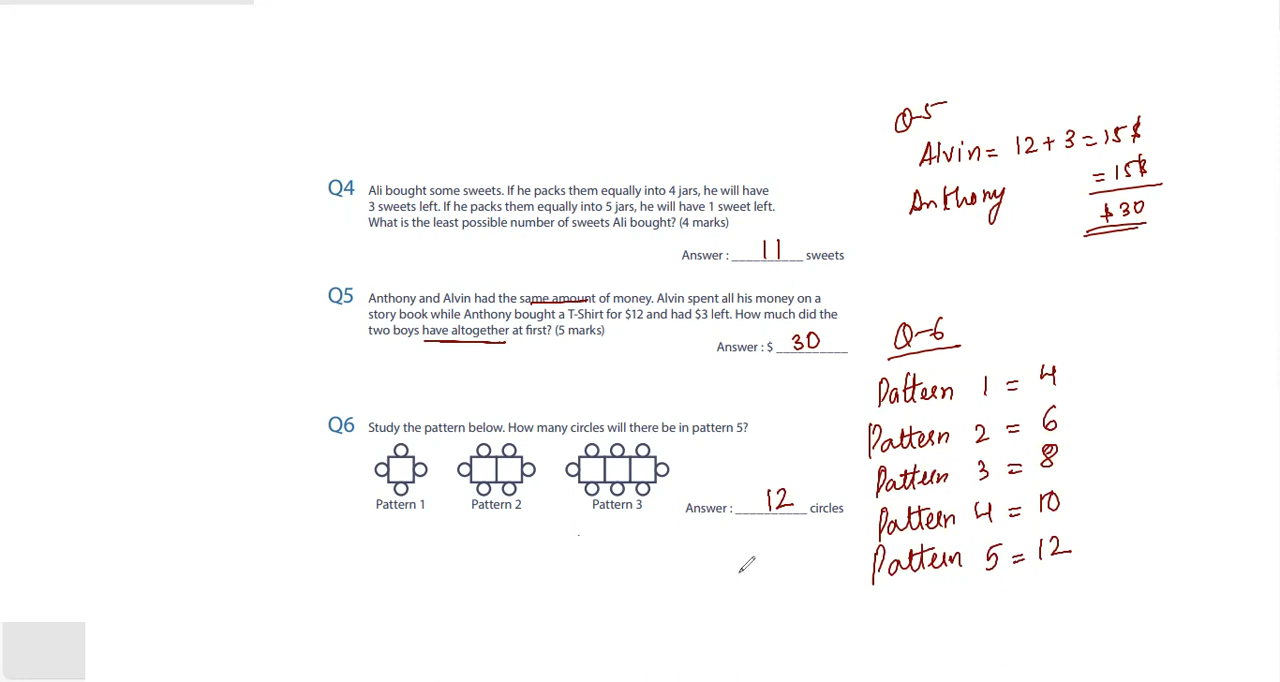 Q4 Ali bought some sweets. If he packs them equally into 4 jars, he will have
3 sweets left. If he packs them equally into 5 jars, he will have 1 sweet left.
What is the least possible number of sweets Ali bought? (4 marks)
Answer : 11 sweets
Q5 Anthony and Alvin had the same amount of money. Alvin spent all his money on a
story book while Anthony bought a T-Shirt for $12 and had $3 left. How much did the
two boys have altogether at first? (5 marks)
Answer : $ 30
Q6 Study the pattern below. How many circles will there be in pattern 5?
Pattern 1 Pattern 2 Pattern 3
Answer : 12 circles
Q-5
Alvin = 12 + 3 = 15$
Anthony = 15$
$30
Q-6
Pattern 1 = 4
Pattern 2 = 6
Pattern 3 = 8
Pattern 4 = 10
Pattern 5 = 12